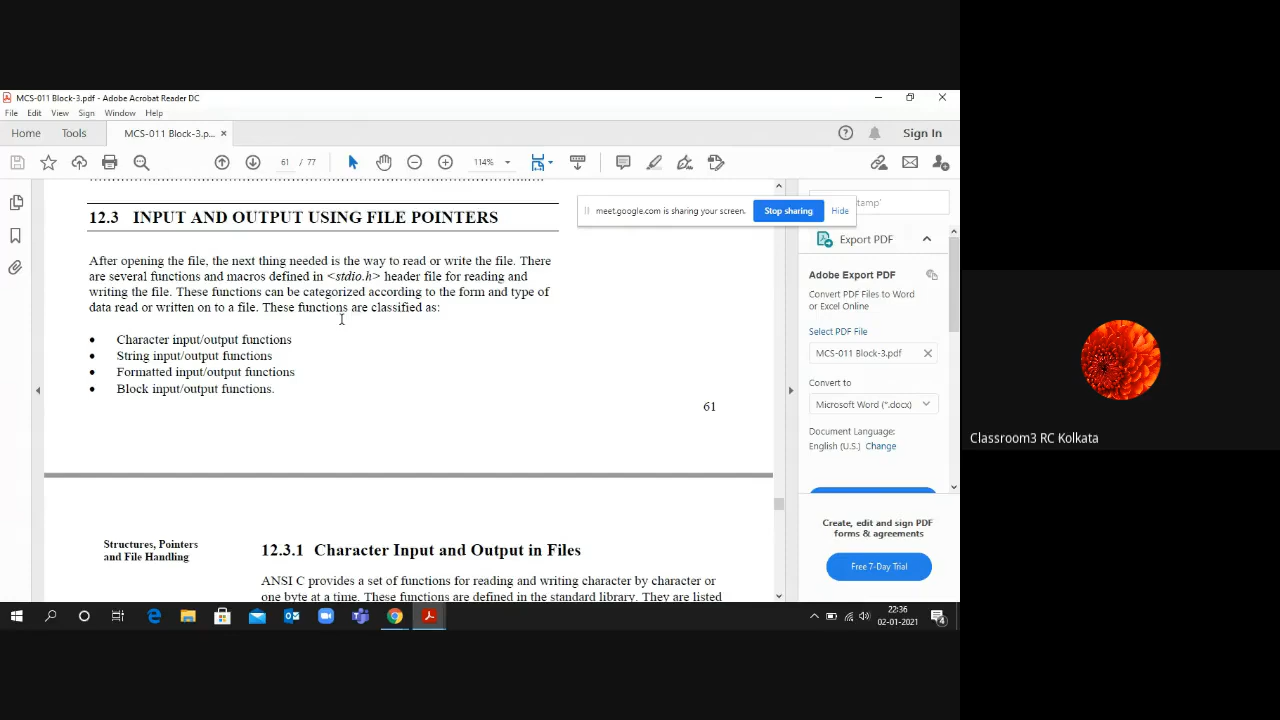 MCS-011 Block-3.pdf - Adobe Acrobat Reader DC
File Edit View Sign Window Help
Home Tools MCS-011 Block-3.p... × Sign In
61 / 77 114%
12.3 INPUT AND OUTPUT USING FILE POINTERS
meet.google.com is sharing your screen. Stop sharing Hide
After opening the file, the next thing needed is the way to read or write the file. There
are several functions and macros defined in <stdio.h> header file for reading and
writing the file. These functions can be categorized according to the form and type of
data read or written on to a file. These functions are classified as:
• Character input/output functions
• String input/output functions
• Formatted input/output functions
• Block input/output functions.
61
Structures, Pointers
and File Handling
12.3.1 Character Input and Output in Files
ANSI C provides a set of functions for reading and writing character by character or
one byte at a time. These functions are defined in the standard library. They are listed
Export PDF
Adobe Export PDF
Convert PDF Files to Word
or Excel Online
Select PDF File
MCS-011 Block-3.pdf ×
Convert to
Microsoft Word (*.docx)
Document Language:
English (U.S.) Change
Create, edit and sign PDF
forms & agreements
Free 7-Day Trial
22:36
02-01-2021
4
Classroom3 RC Kolkata